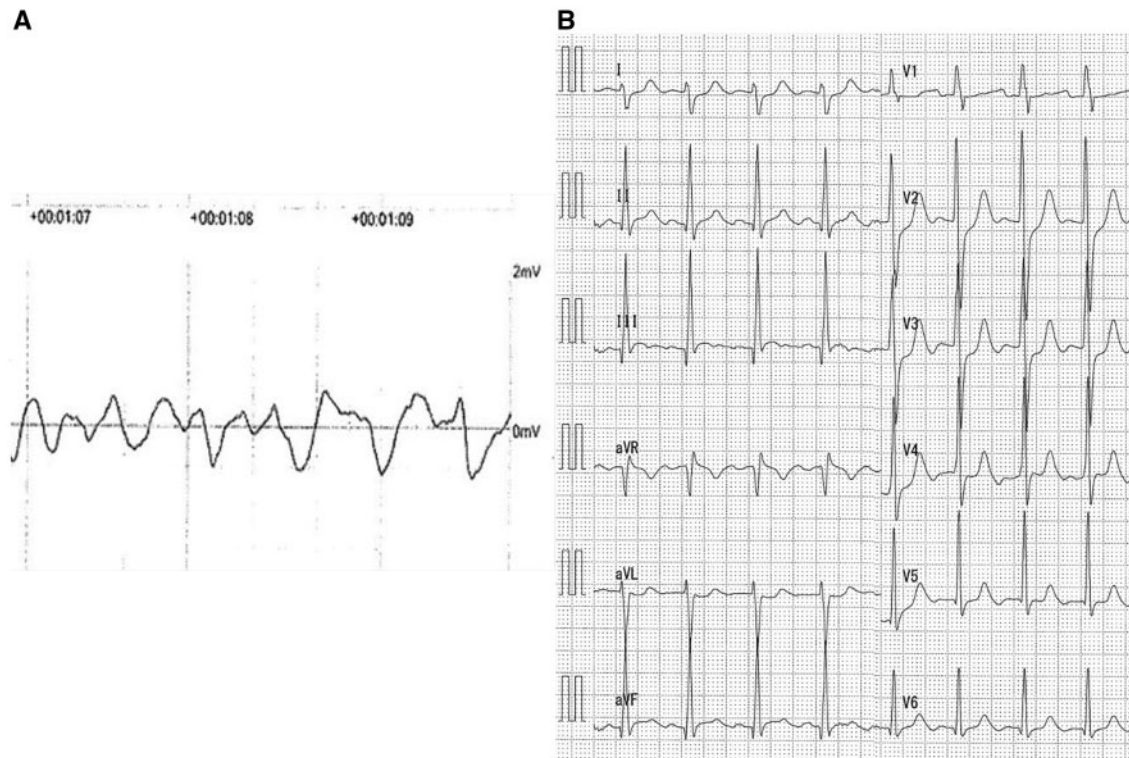 A
B
+00:01:07
+00:01:08
+00:01:09
2mV
0mV
I
II
III
aVR
aVL
aVF
V1
V2
V3
V4
V5
V6